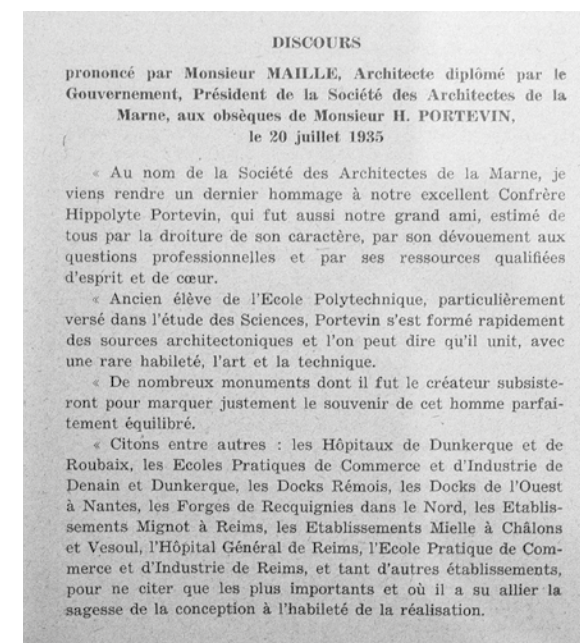 DISCOURS
prononcé par Monsieur MAILLE, Architecte diplômé par le
Gouvernement, Président de la Société des Architectes de la
Marne, aux obsèques de Monsieur H. PORTEVIN,
le 20 juillet 1935
« Au nom de la Société des Architectes de la Marne, je
viens rendre un dernier hommage à notre excellent Confrère
Hippolyte Portevin, qui fut aussi notre grand ami, estimé de
tous par la droiture de son caractère, par son dévouement aux
questions professionnelles et par ses ressources qualifiées
d'esprit et de cœur.
« Ancien élève de l'Ecole Polytechnique, particulièrement
versé dans l'étude des Sciences, Portevin s'est formé rapidement
des sources architectoniques et l'on peut dire qu'il unit, avec
une rare habileté, l'art et la technique.
« De nombreux monuments dont il fut le créateur subsiste-
ront pour marquer justement le souvenir de cet homme parfai-
tement équilibré.
« Citons entre autres : les Hôpitaux de Dunkerque et de
Roubaix, les Ecoles Pratiques de Commerce et d'Industrie de
Denain et Dunkerque, les Docks Rémois, les Docks de l'Ouest
à Nantes, les Forges de Recquignies dans le Nord, les Etablis-
sements Mignot à Reims, les Etablissements Mielle à Châlons
et Vesoul, l'Hôpital Général de Reims, l'Ecole Pratique de Com-
merce et d'Industrie de Reims, et tant d'autres établissements,
pour ne citer que les plus importants et où il a su allier la
sagesse de la conception à l'habileté de la réalisation.